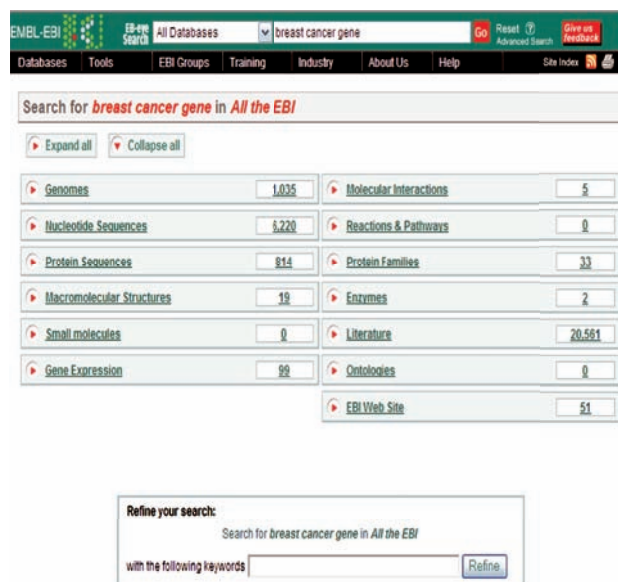 EMBL-EBI EB-eye Search All Databases breast cancer gene Go Reset ? Advanced Search Give us feedback
Databases Tools EBI Groups Training Industry About Us Help Site Index
Search for breast cancer gene in All the EBI
Expand all Collapse all
Genomes 1,035 Molecular Interactions 5
Nucleotide Sequences 6,220 Reactions & Pathways 0
Protein Sequences 814 Protein Families 33
Macromolecular Structures 19 Enzymes 2
Small molecules 0 Literature 20,561
Gene Expression 99 Ontologies 0
EBI Web Site 51
Refine your search:
Search for breast cancer gene in All the EBI
with the following keywords Refine